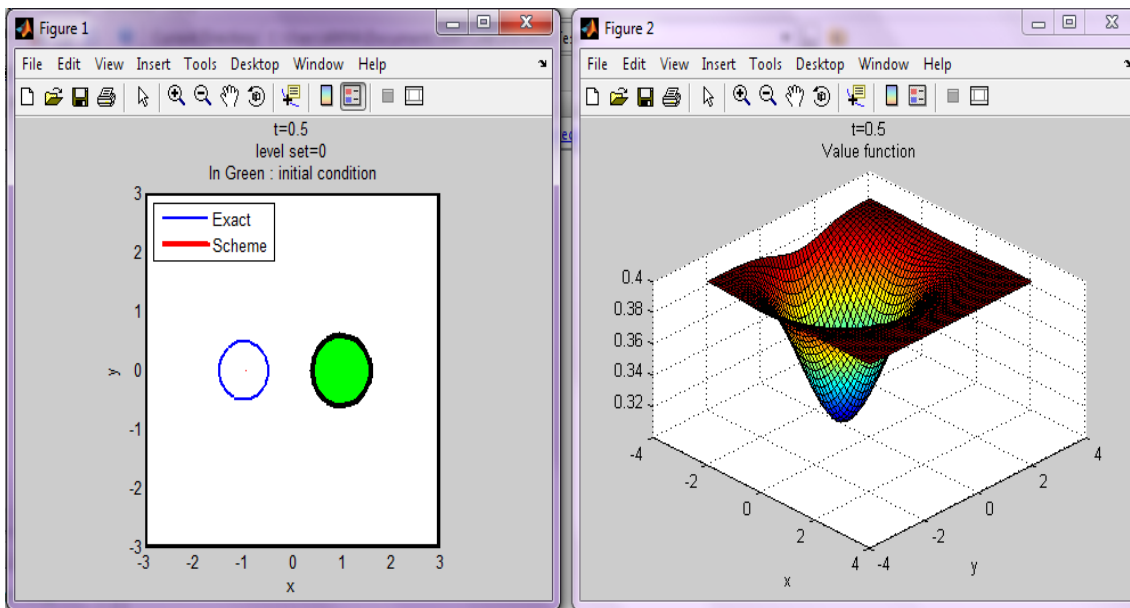 Figure 1
File Edit View Insert Tools Desktop Window Help
t=0.5
level set=0
In Green : initial condition
3
2
1
0
-1
-2
-3
y
-3 -2 -1 0 1 2 3
x
Exact
Scheme
Figure 2
File Edit View Insert Tools Desktop Window Help
t=0.5
Value function
0.4
0.38
0.36
0.34
0.32
-4
-2
0
2
4
x
-4
-2
0
2
4
y